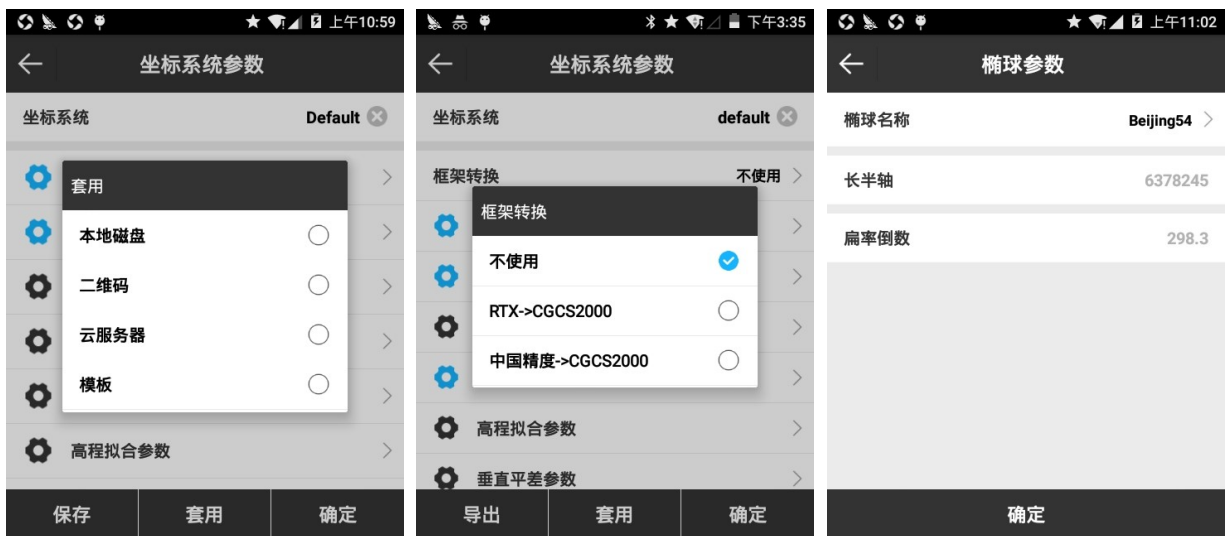 上午10:59
坐标系统参数
坐标系统 Default
套用
本地磁盘
二维码
云服务器
模板
高程拟合参数
保存 套用 确定
下午3:35
坐标系统参数
坐标系统 default
框架转换 不使用
框架转换
不使用
RTX->CGCS2000
中国精度->CGCS2000
高程拟合参数
垂直平差参数
导出 套用 确定
上午11:02
椭球参数
椭球名称 Beijing54
长半轴 6378245
扁率倒数 298.3
确定